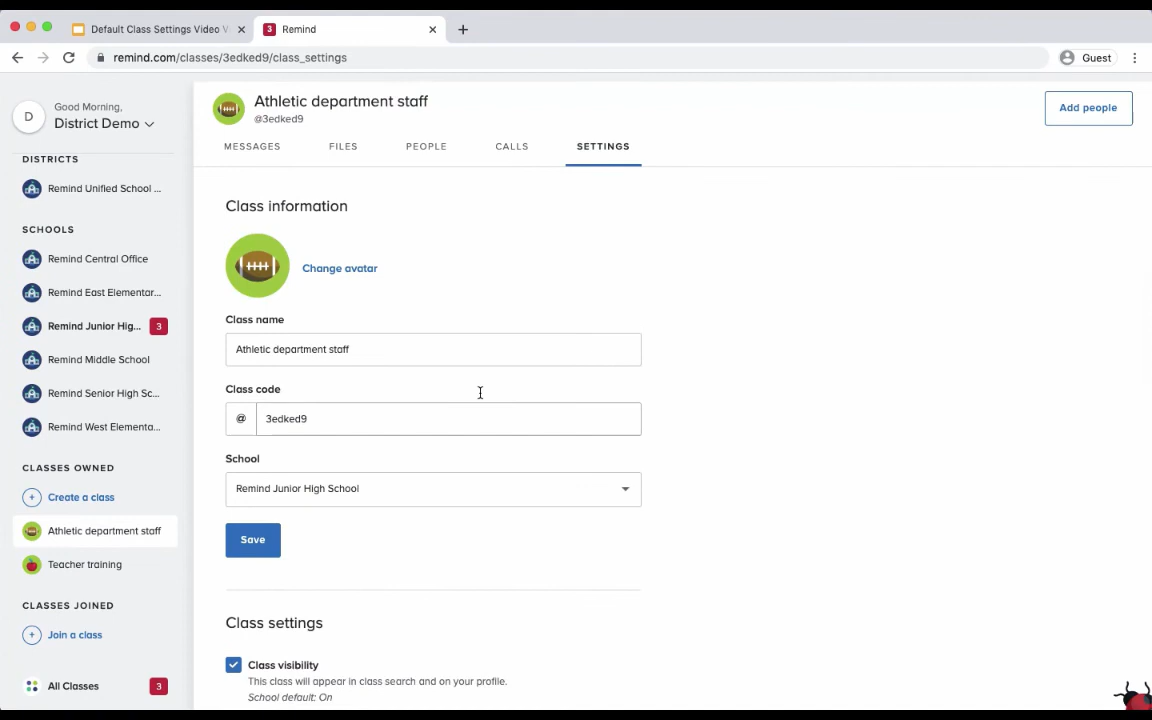 Default Class Settings Video V
3 Remind
remind.com/classes/3edked9/class_settings
Guest
D
Good Morning,
District Demo
DISTRICTS
Remind Unified School ...
SCHOOLS
Remind Central Office
Remind East Elementar...
Remind Junior Hig... 3
Remind Middle School
Remind Senior High Sc...
Remind West Elementa...
CLASSES OWNED
Create a class
Athletic department staff
Teacher training
CLASSES JOINED
Join a class
All Classes 3
Athletic department staff
@3edked9
Add people
MESSAGES FILES PEOPLE CALLS SETTINGS
Class information
Change avatar
Class name
Athletic department staff
Class code
@ 3edked9
School
Remind Junior High School
Save
Class settings
Class visibility
This class will appear in class search and on your profile.
School default: On